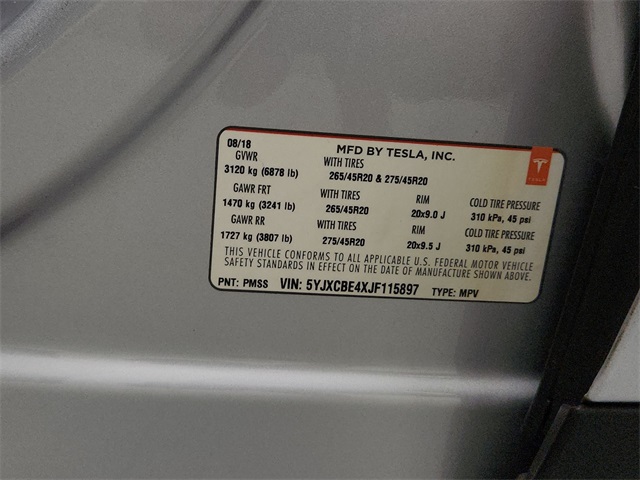 08/18 MFD BY TESLA, INC.
GVWR WITH TIRES
3120 kg (6878 lb) 265/45R20 & 275/45R20
GAWR FRT WITH TIRES RIM COLD TIRE PRESSURE
1470 kg (3241 lb) 265/45R20 20x9.0 J 310 kPa, 45 psi
GAWR RR WITH TIRES RIM COLD TIRE PRESSURE
1727 kg (3807 lb) 275/45R20 20x9.5 J 310 kPa, 45 psi
THIS VEHICLE CONFORMS TO ALL APPLICABLE U.S. FEDERAL MOTOR VEHICLE
SAFETY STANDARDS IN EFFECT ON THE DATE OF MANUFACTURE SHOWN ABOVE.
PNT: PMSS VIN: 5YJXCBE4XJF115897 TYPE: MPV
TESLA